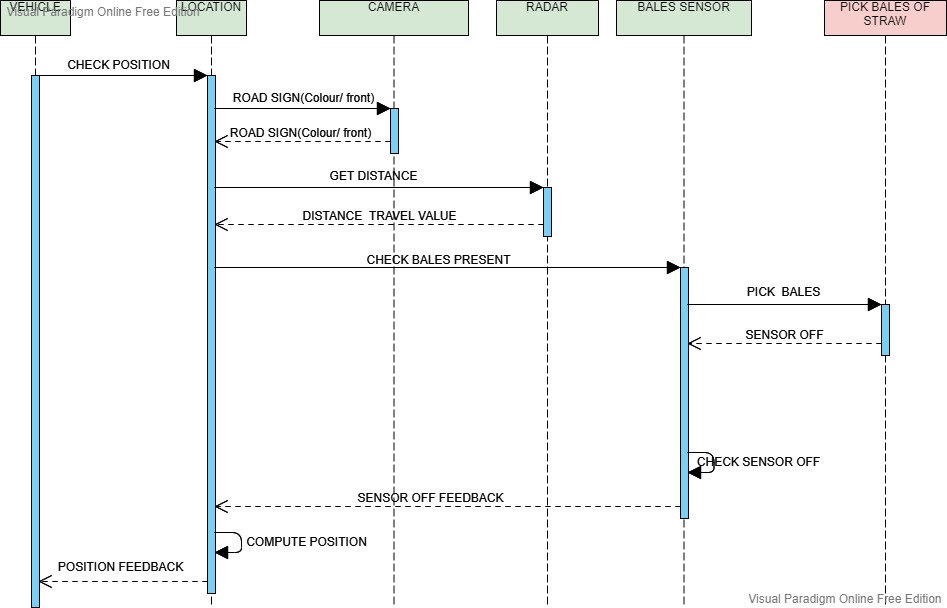 VEHICLE
Visual Paradigm Online Free Edition
LOCATION
CAMERA
RADAR
BALES SENSOR
PICK BALES OF
STRAW
CHECK POSITION
ROAD SIGN(Colour/ front)
ROAD SIGN(Colour/ front)
GET DISTANCE
DISTANCE  TRAVEL VALUE
CHECK BALES PRESENT
PICK  BALES
SENSOR OFF
CHECK SENSOR OFF
SENSOR OFF FEEDBACK
COMPUTE POSITION
POSITION FEEDBACK
Visual Paradigm Online Free Edition